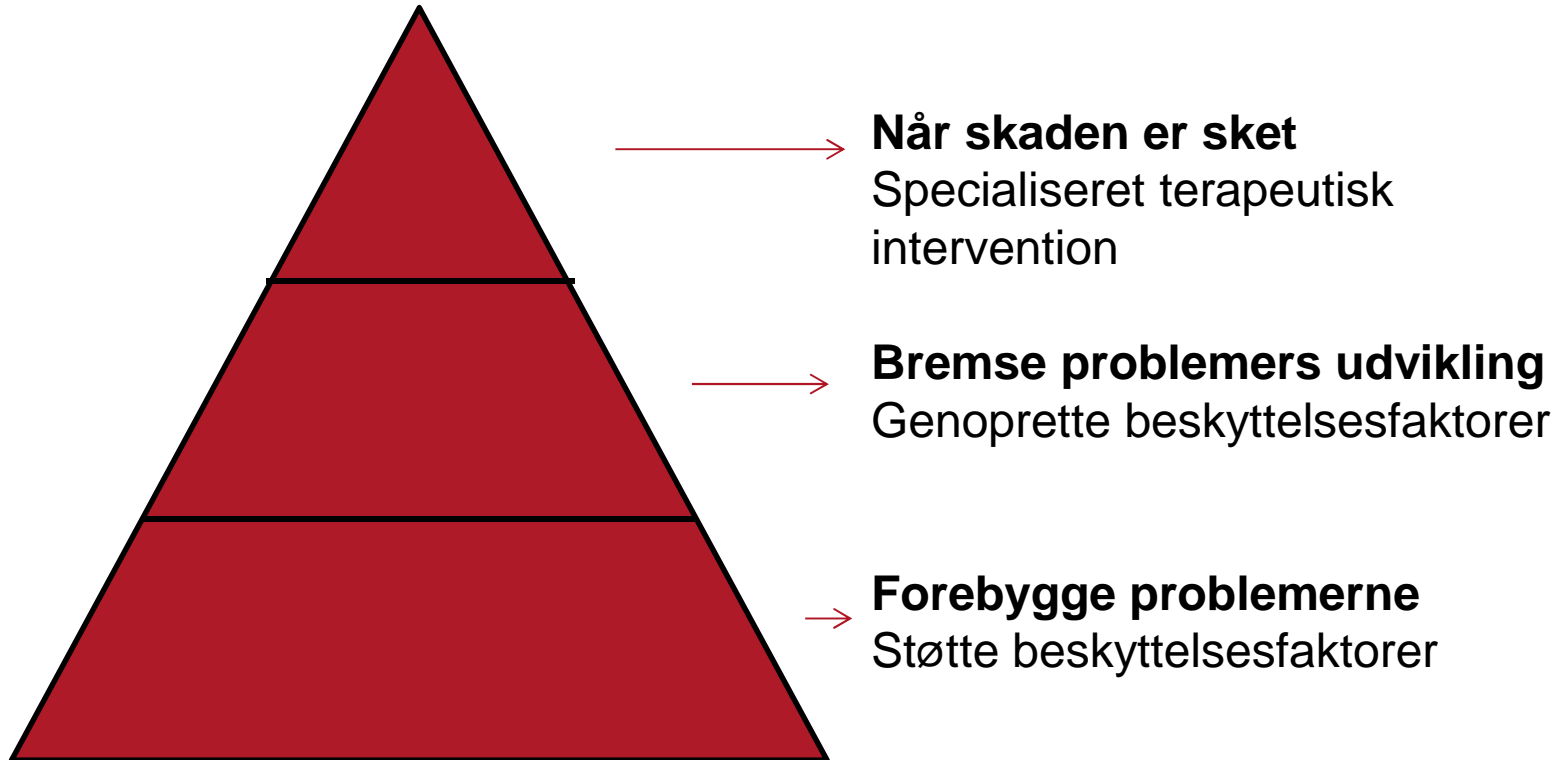 Når skaden er sket
Specialiseret terapeutisk
intervention
Bremse problemers udvikling
Genoprette beskyttelsesfaktorer
Forebygge problemerne
Støtte beskyttelsesfaktorer